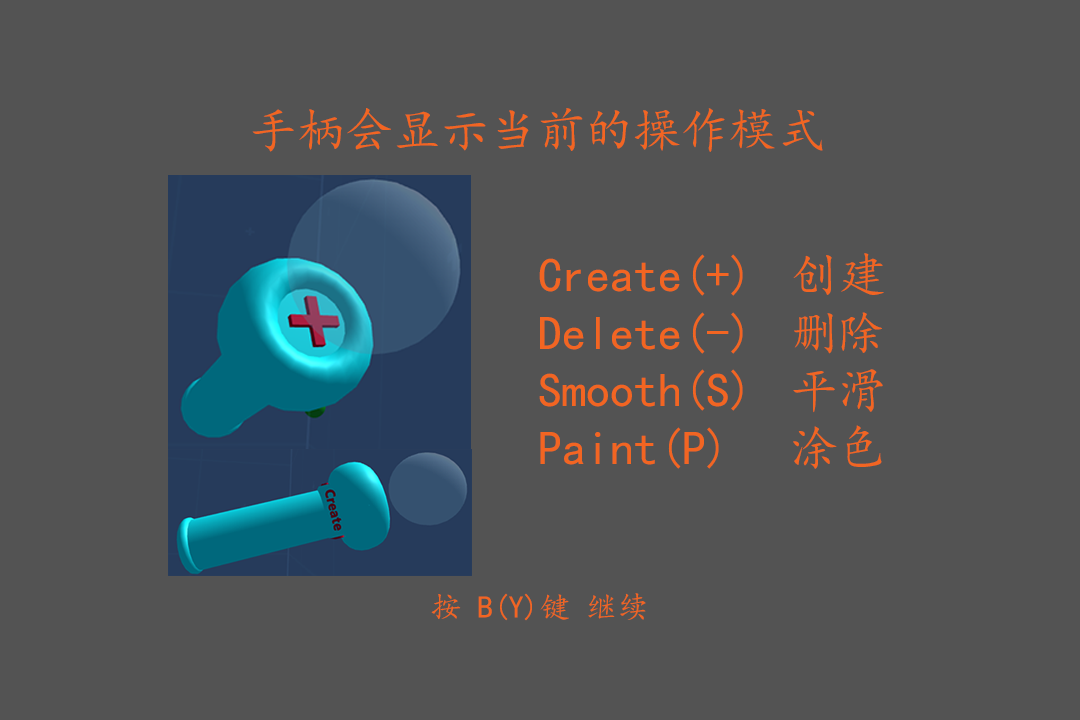 手柄会显示当前的操作模式
Create(+) 创建
Delete(-) 删除
Smooth(S) 平滑
Paint(P) 涂色
Create
按 B(Y)键 继续